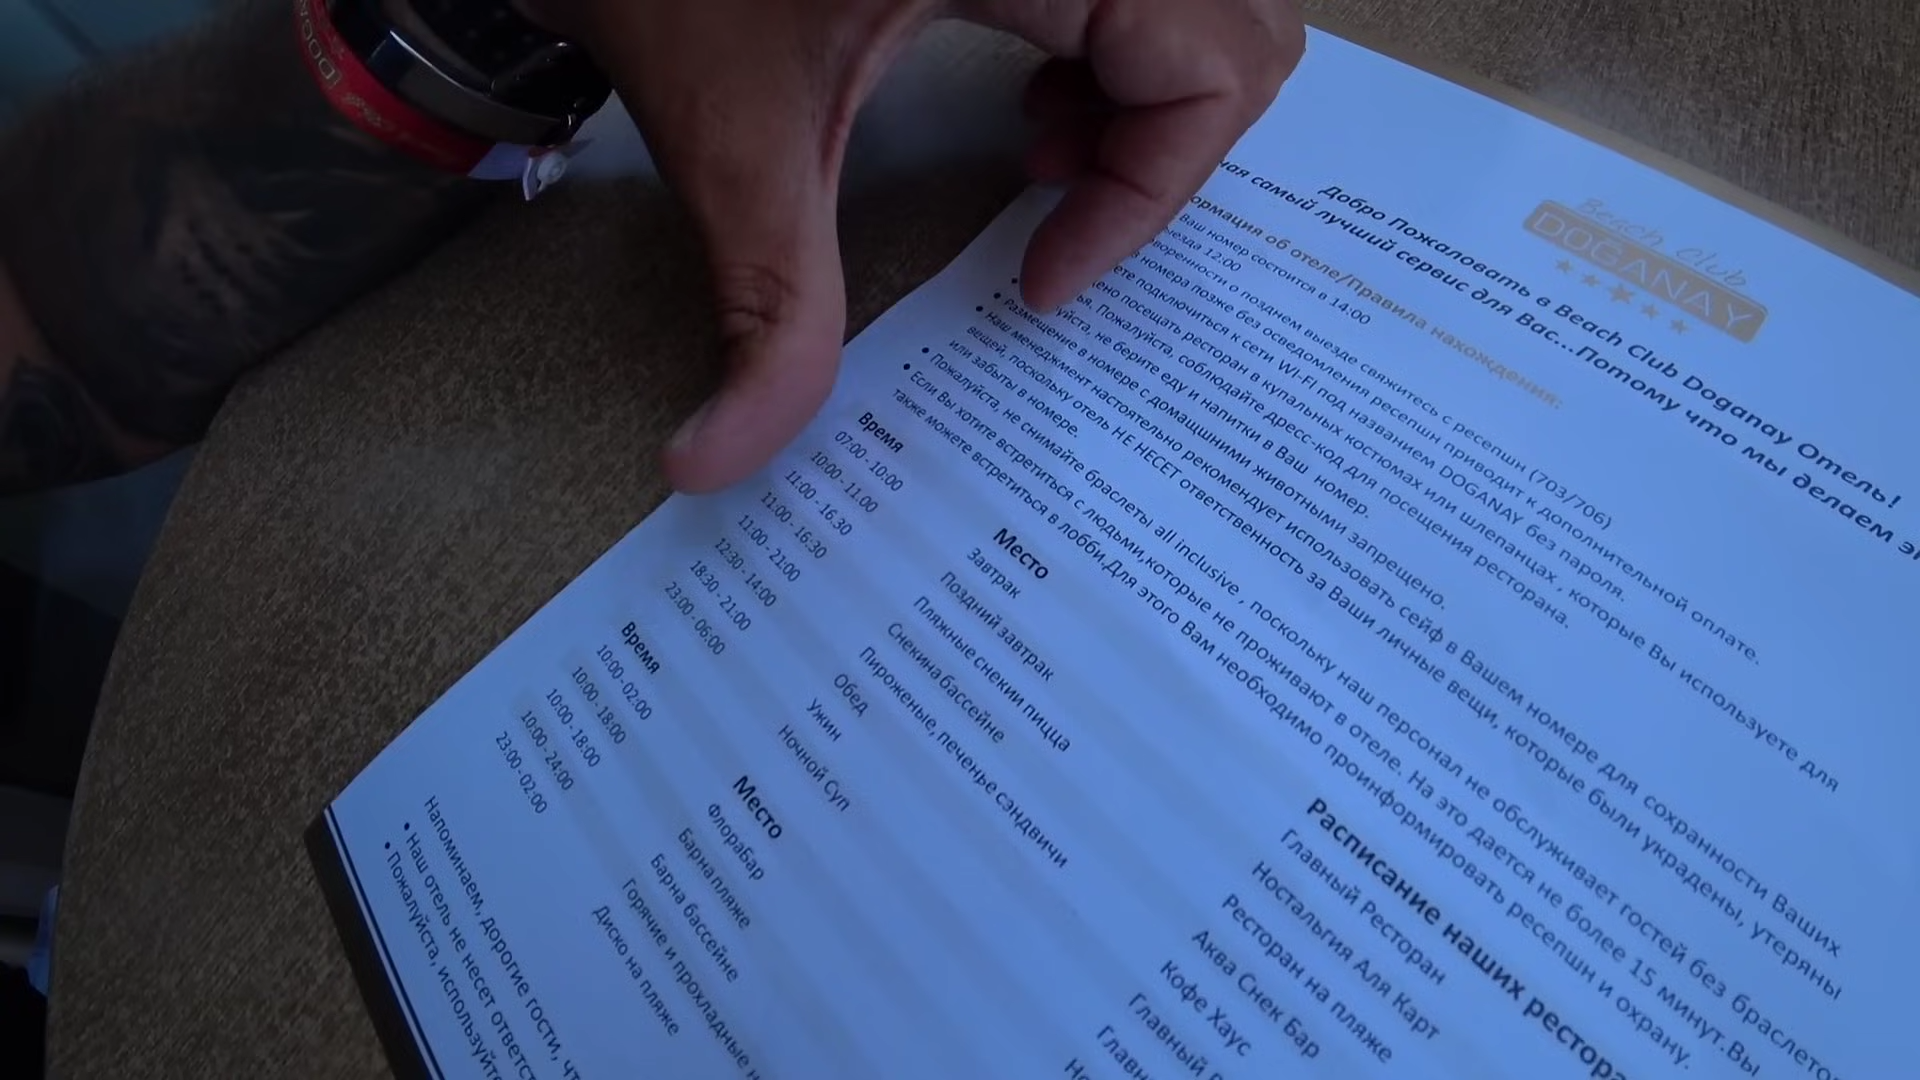 DOGA
Beach Club
DOGANAY
Добро Пожаловать в Beach Club Doganay Отель!
самый лучший сервис для Вас...Потому что мы делаем
об отеле/Правила нахождения:
Ваш номер состоится в 14:00
12:00
о позднем выезде свяжитесь с ресепшн (703/706)
номера позже без осведомления ресепшн приводит к дополнительной оплате.
подключиться к сети WI-FI под названием DOGANAY без пароля.
посещать ресторан в купальных костюмах или шлепанцах , которые Вы используете для
Пожалуйста, соблюдайте дресс-код для посещения ресторана.
не берите еду и напитки в Ваш номер.
• Размещение в номере с домащшними животными запрещено.
• Наш менеджмент настоятельно рекомендует использовать сейф в Вашем номере для сохранности Ваших
вещей, поскольку отель НЕ НЕСЕТ ответственность за Ваши личные вещи, которые были украдены, утеряны
или забыты в номере.
• Пожалуйста, не снимайте браслеты all inclusive , поскольку наш персонал не обслуживает гостей без
• Если Вы хотите встретиться с людьми,которые не проживают в отеле. На это дается не более 15 минут.Вы
также можете встретиться в лобби.Для этого Вам необходимо проинформировать ресепшн и охрану.
Расписание наших
Время Место
07:00 - 10:00 Завтрак Главный Ресторан
10:00 - 11:00 Поздний завтрак Ностальгия Аля Карт
11:00 - 16:30 Пляжные снекии пицца Ресторан на пляже
11:00 - 16:30 Снекина бассейне Аква Снек Бар
11:00 - 21:00 Пироженые, печенье сэндвичи Кофе Хаус
12:30 - 14:00 Обед Главный
18:30 - 21:00 Ужин
23:00 - 06:00 Ночной Суп
Время Место
10:00 - 02:00 Флора Бар
10:00 - 18:00 Барна пляже
10:00 - 18:00 Барна бассейне
10:00 - 24:00 Горячие и прохладные
23:00 - 02:00 Диско на пляже
Напоминаем, дорогие гости,
• Наш отель не несет
• Пожалуйста,